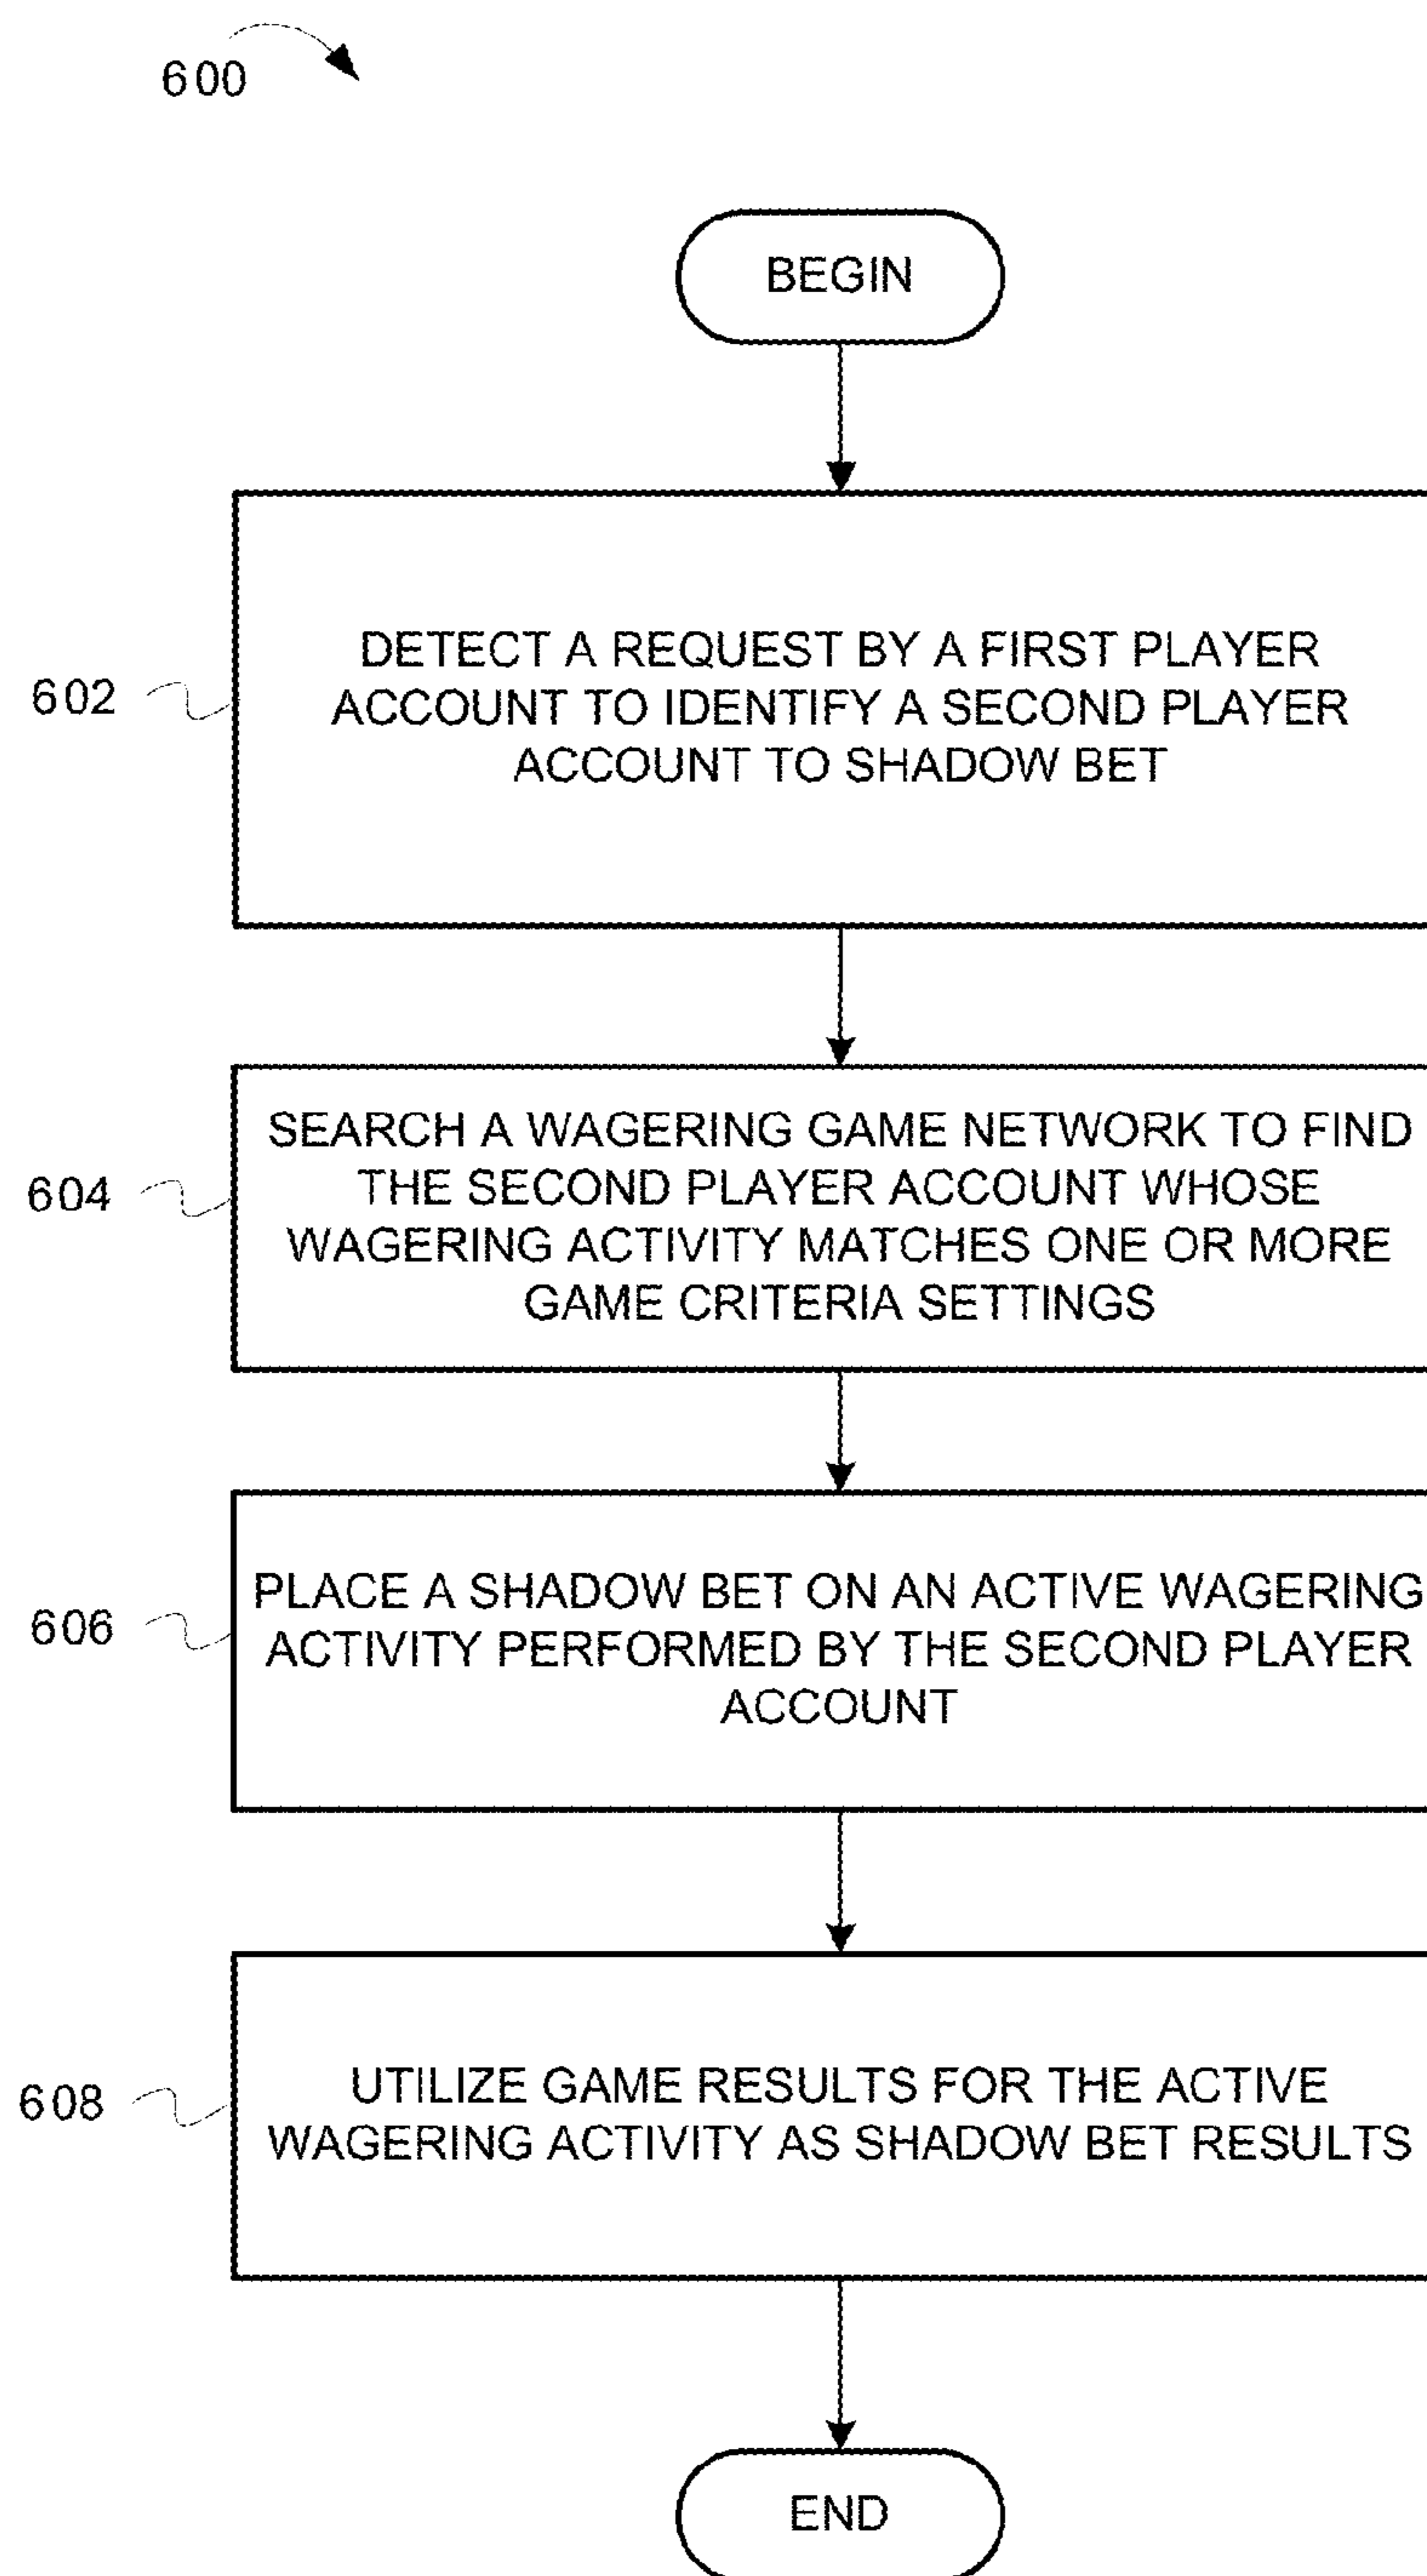 600
BEGIN
602
DETECT A REQUEST BY A FIRST PLAYER
ACCOUNT TO IDENTIFY A SECOND PLAYER
ACCOUNT TO SHADOW BET
604
SEARCH A WAGERING GAME NETWORK TO FIND
THE SECOND PLAYER ACCOUNT WHOSE
WAGERING ACTIVITY MATCHES ONE OR MORE
GAME CRITERIA SETTINGS
606
PLACE A SHADOW BET ON AN ACTIVE WAGERING
ACTIVITY PERFORMED BY THE SECOND PLAYER
ACCOUNT
608
UTILIZE GAME RESULTS FOR THE ACTIVE
WAGERING ACTIVITY AS SHADOW BET RESULTS
END